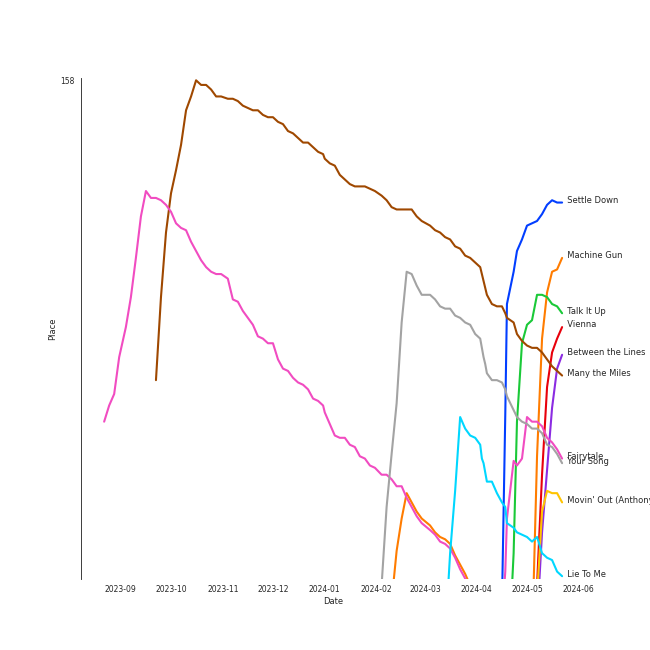 158
Settle Down
Machine Gun
Talk It Up
Vienna
Between the Lines
Many the Miles
Fairytale
Your Song
Movin' Out (Anthony
Lie To Me
Place
2023-09 2023-10 2023-11 2023-12 2024-01 2024-02 2024-03 2024-04 2024-05 2024-06
Date